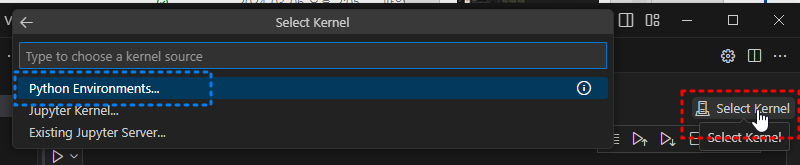 Select Kernel
Type to choose a kernel source
Python Environments...
Jupyter Kernel...
Existing Jupyter Server...
Select Kernel
Select Kernel